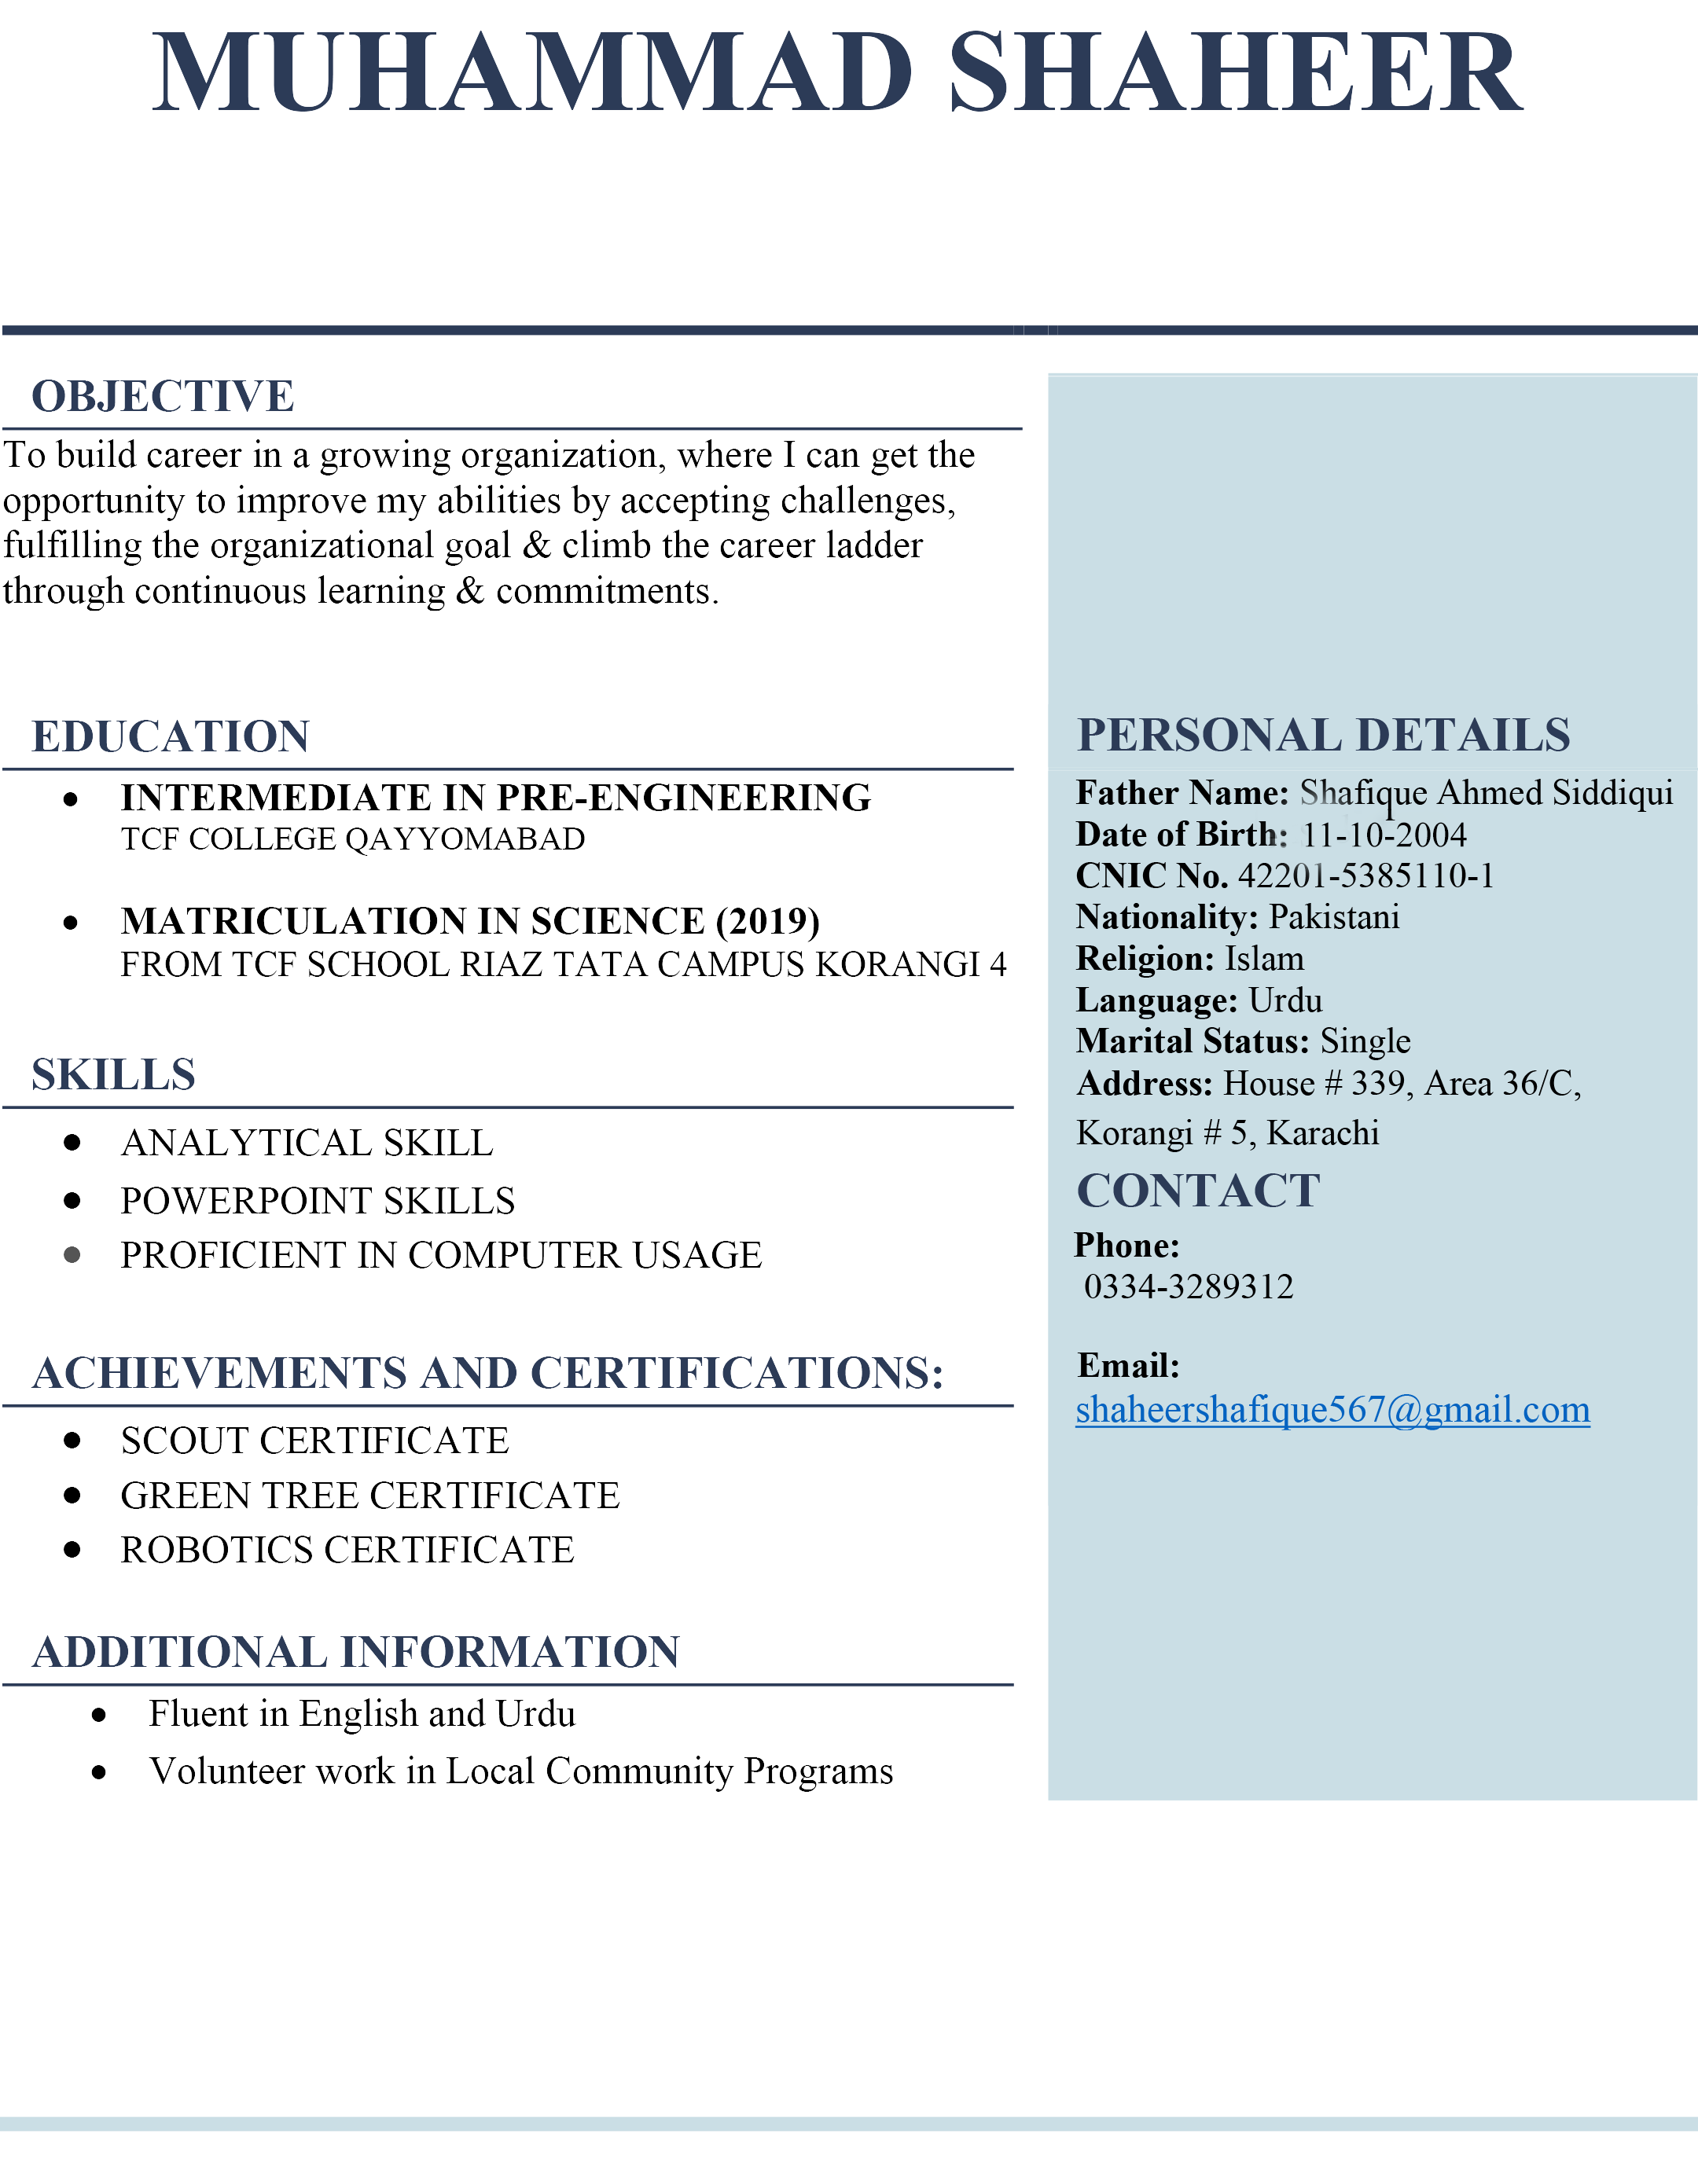 MUHAMMAD SHAHEER
OBJECTIVE
To build career in a growing organization, where I can get the
opportunity to improve my abilities by accepting challenges,
fulfilling the organizational goal & climb the career ladder
through continuous learning & commitments.
EDUCATION
• INTERMEDIATE IN PRE-ENGINEERING
TCF COLLEGE QAYYOMABAD
• MATRICULATION IN SCIENCE (2019)
FROM TCF SCHOOL RIAZ TATA CAMPUS KORANGI 4
SKILLS
• ANALYTICAL SKILL
• POWERPOINT SKILLS
• PROFICIENT IN COMPUTER USAGE
ACHIEVEMENTS AND CERTIFICATIONS:
• SCOUT CERTIFICATE
• GREEN TREE CERTIFICATE
• ROBOTICS CERTIFICATE
ADDITIONAL INFORMATION
• Fluent in English and Urdu
• Volunteer work in Local Community Programs
PERSONAL DETAILS
Father Name: Shafique Ahmed Siddiqui
Date of Birth: 11-10-2004
CNIC No. 42201-5385110-1
Nationality: Pakistani
Religion: Islam
Language: Urdu
Marital Status: Single
Address: House # 339, Area 36/C,
Korangi # 5, Karachi
CONTACT
Phone:
0334-3289312
Email:
shaheershafique567@gmail.com